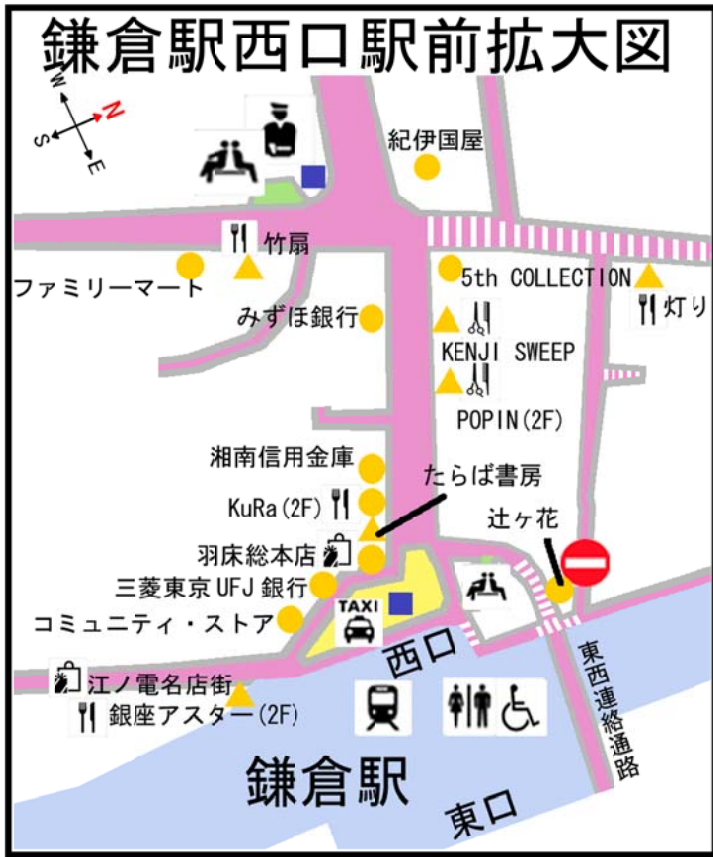 鎌倉駅西口駅前拡大図
W
N
S
E
紀伊国屋
竹扇
ファミリーマート
5th COLLECTION
灯り
みずほ銀行
KENJI SWEEP
POPIN(2F)
湘南信用金庫
たらば書房
KuRa(2F)
辻ヶ花
羽床総本店
三菱東京UFJ銀行
TAXI
コミュニティ・ストア
西口
東西連絡通路
江ノ電名店街
銀座アスター(2F)
鎌倉駅
東口